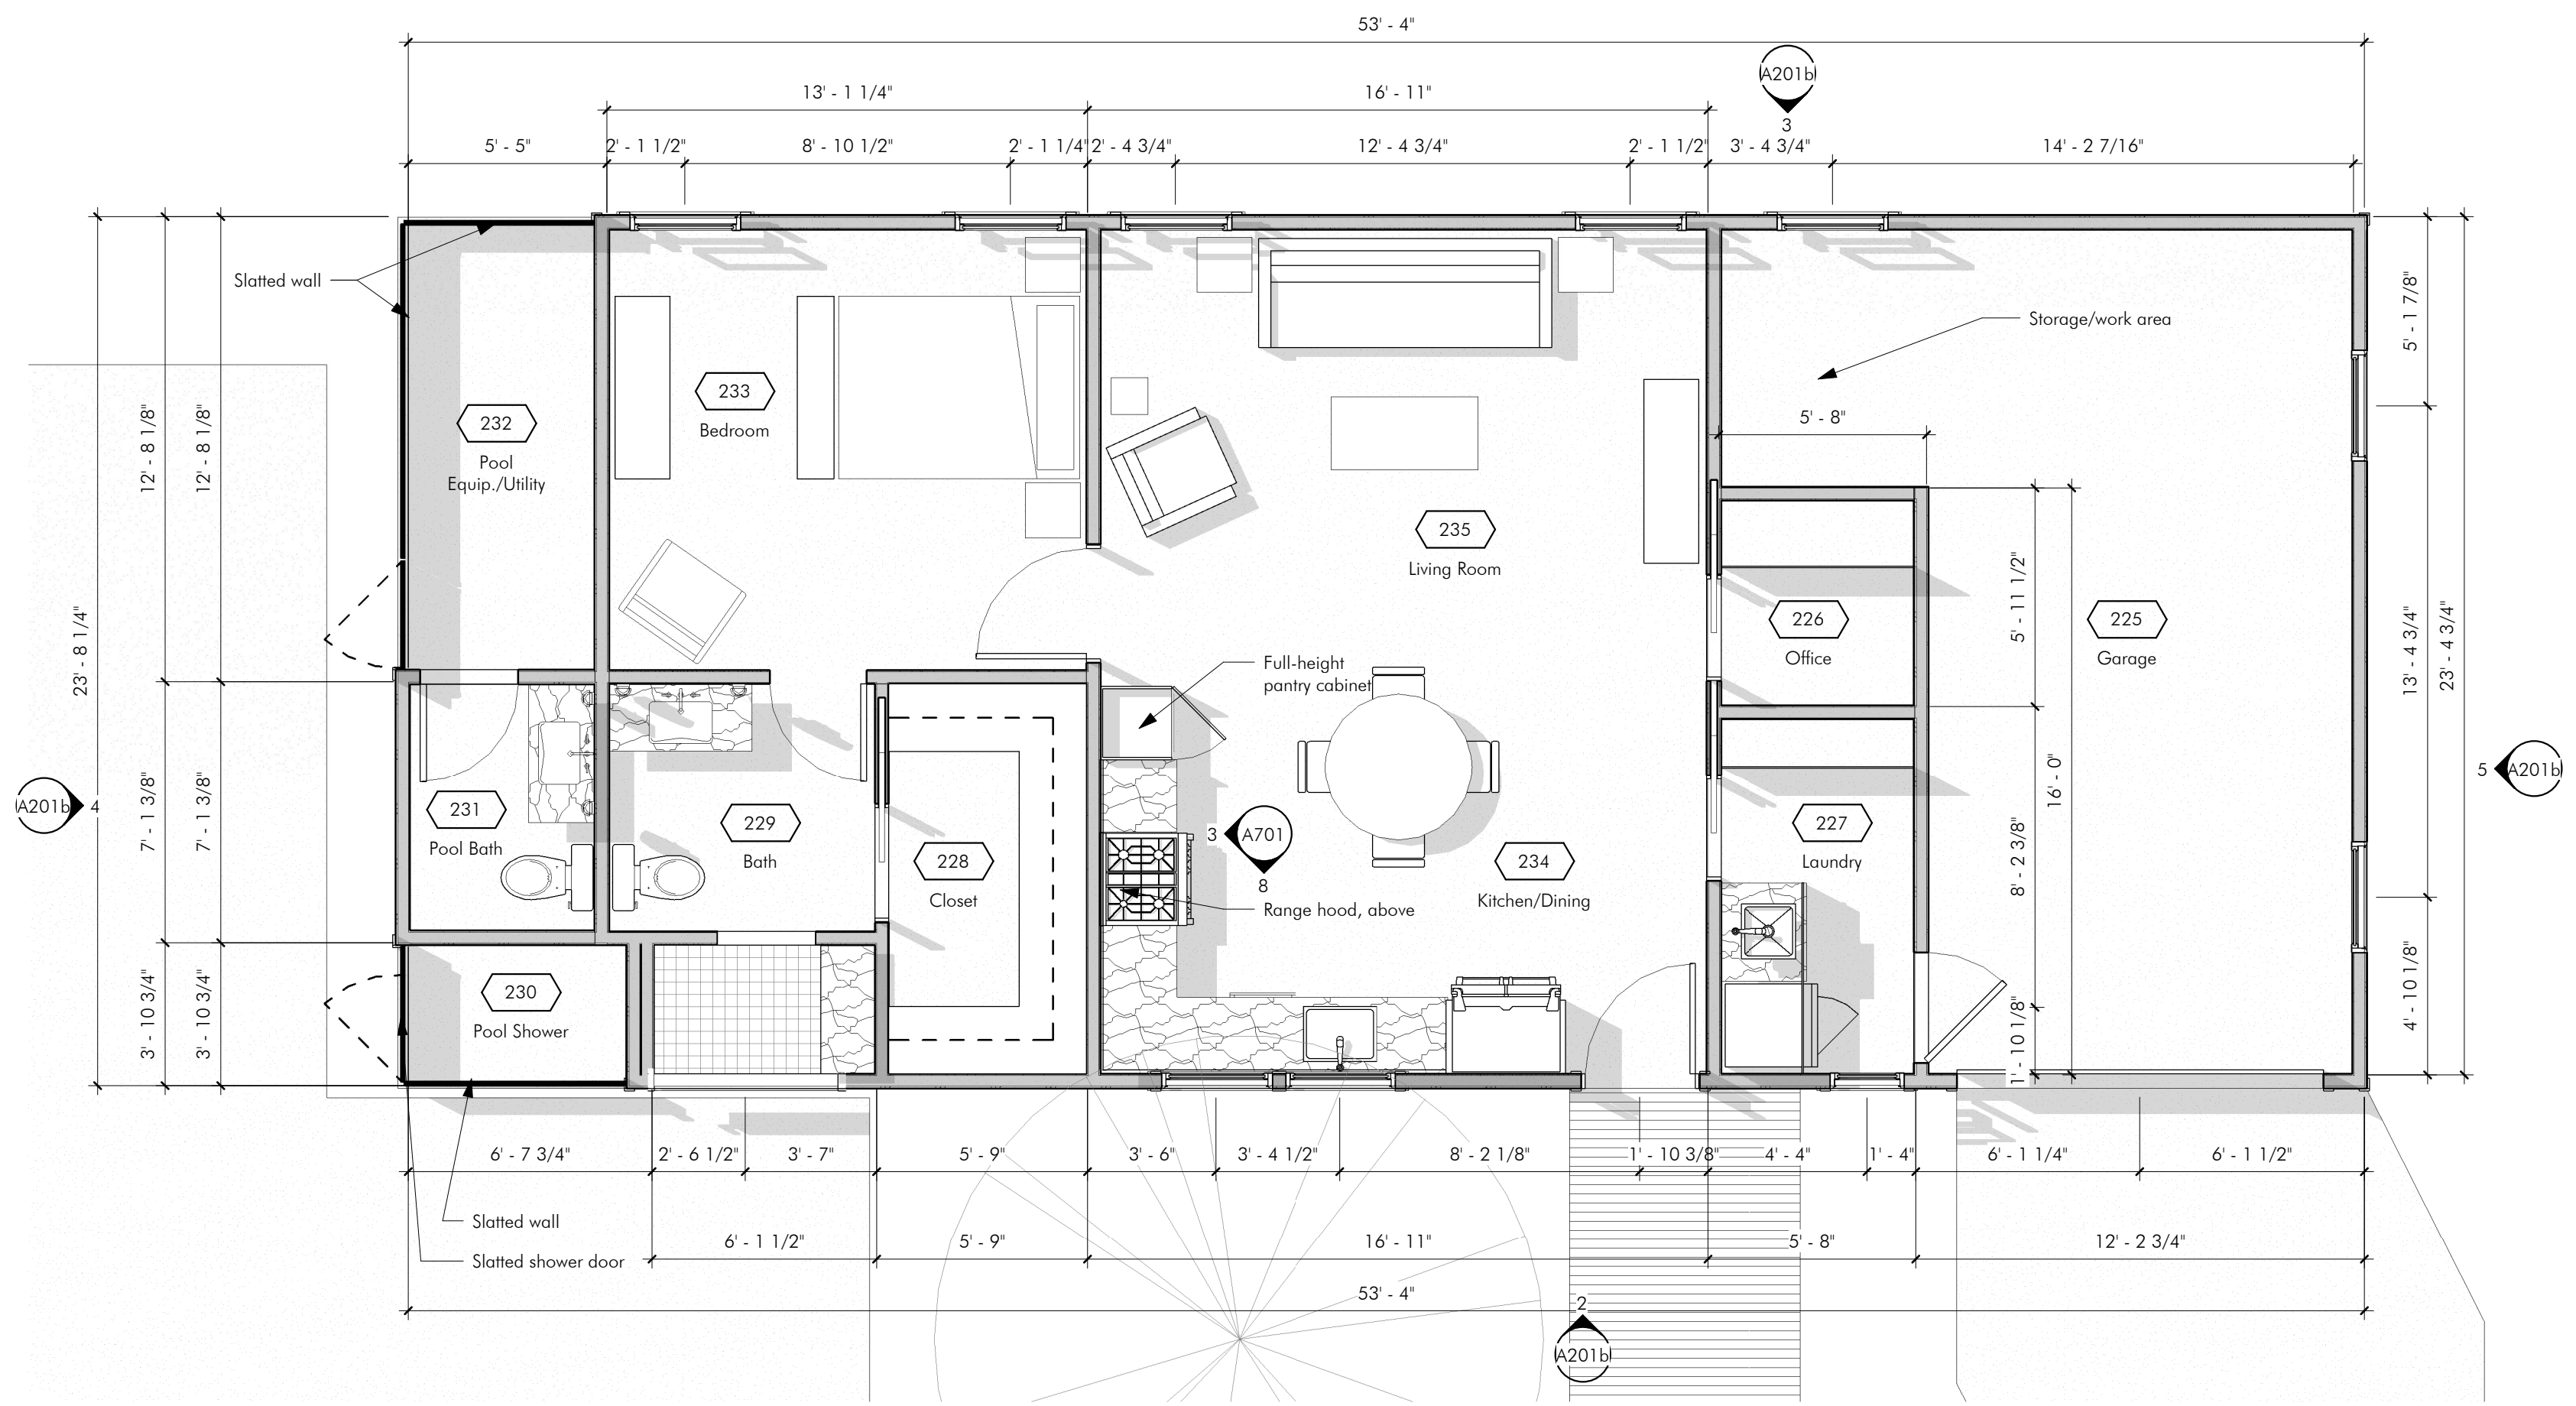 53' - 4"
A201b
3
13' - 1 1/4"
16' - 11"
5' - 5"
2' - 1 1/2"
8' - 10 1/2"
2' - 1 1/4"
2' - 4 3/4"
12' - 4 3/4"
2' - 1 1/2"
3' - 4 3/4"
14' - 2 7/16"
Slatted wall
Storage/work area
5' - 8"
232
Pool
Equip./Utility
233
Bedroom
235
Living Room
226
Office
225
Garage
Full-height
pantry cabinet
231
Pool Bath
229
Bath
228
Closet
3
A701
8
Range hood, above
234
Kitchen/Dining
227
Laundry
230
Pool Shower
23' - 8 1/4"
12' - 8 1/8"
12' - 8 1/8"
7' - 1 3/8"
7' - 1 3/8"
3' - 10 3/4"
3' - 10 3/4"
A201b
4
5' - 11 1/2"
16' - 0"
8' - 2 3/8"
1' - 10 1/8"
5' - 1 7/8"
13' - 4 3/4"
23' - 4 3/4"
4' - 10 1/8"
5
A201b
6' - 7 3/4"
2' - 6 1/2"
3' - 7"
5' - 9"
3' - 6"
3' - 4 1/2"
8' - 2 1/8"
1' - 10 3/8"
4' - 4"
1' - 4"
6' - 1 1/4"
6' - 1 1/2"
Slatted wall
Slatted shower door
6' - 1 1/2"
5' - 9"
16' - 11"
5' - 8"
12' - 2 3/4"
53' - 4"
2
A201b